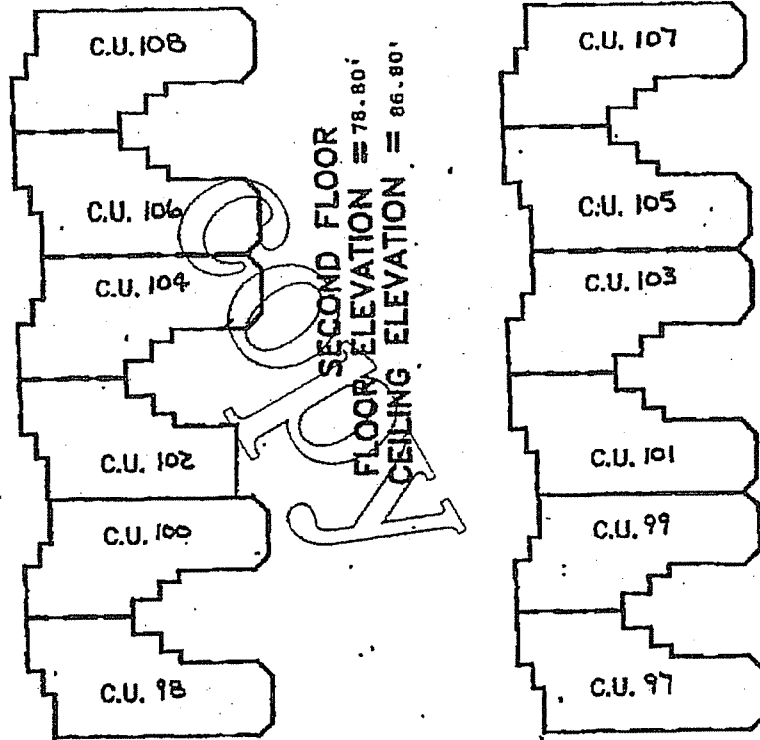 C.U. 108
C.U. 106
C.U. 104
C.U. 102
C.U. 100
C.U. 98
SECOND FLOOR
FLOOR ELEVATION = 78.80'
CEILING ELEVATION = 86.80'
copy
C.U. 107
C.U. 105
C.U. 103
C.U. 101
C.U. 99
C.U. 97